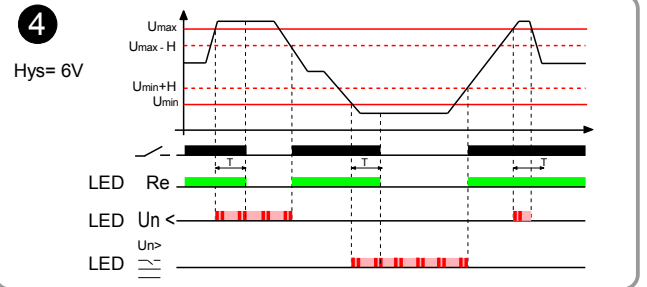 4
Hys= 6V
Umax
Umax - H
Umin+H
Umin
T T T
LED Re
LED Un <
Un>
LED